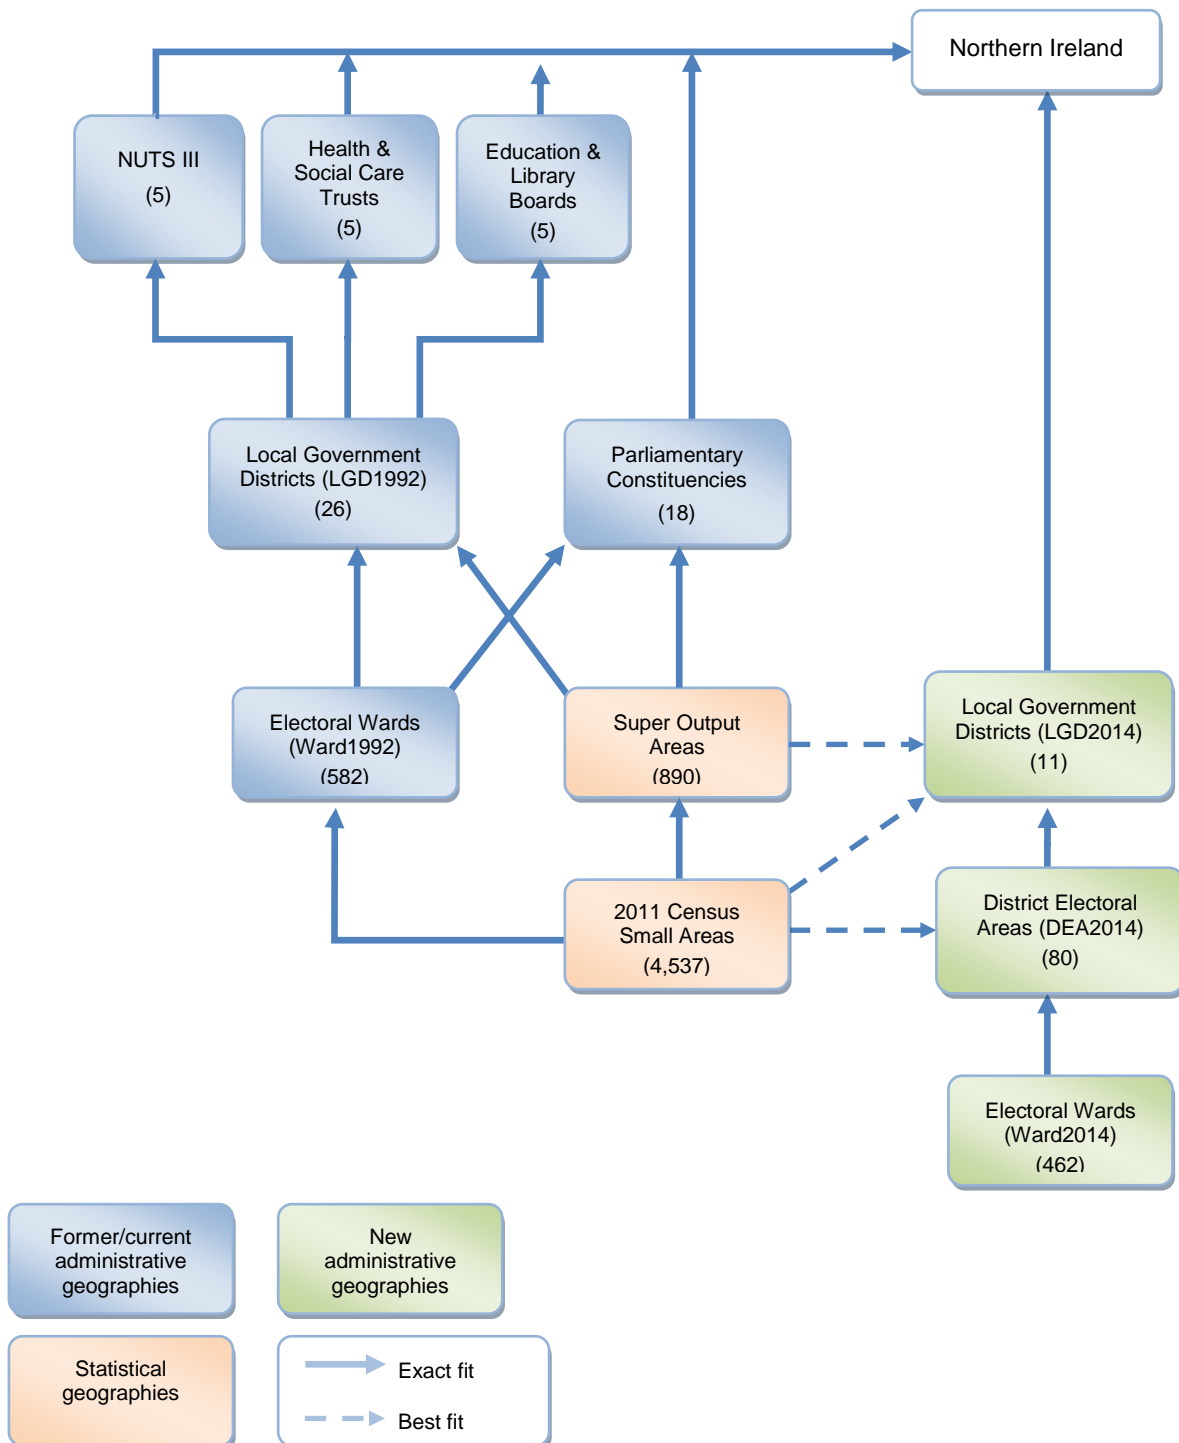 Northern Ireland
NUTS III
(5)
Health &
Social Care
Trusts
(5)
Education &
Library
Boards
(5)
Local Government
Districts (LGD1992)
(26)
Parliamentary
Constituencies
(18)
Electoral Wards
(Ward1992)
(582)
Super Output
Areas
(890)
Local Government
Districts (LGD2014)
(11)
2011 Census
Small Areas
(4,537)
District Electoral
Areas (DEA2014)
(80)
Electoral Wards
(Ward2014)
(462)
Former/current
administrative
geographies
New
administrative
geographies
Statistical
geographies
Exact fit
Best fit